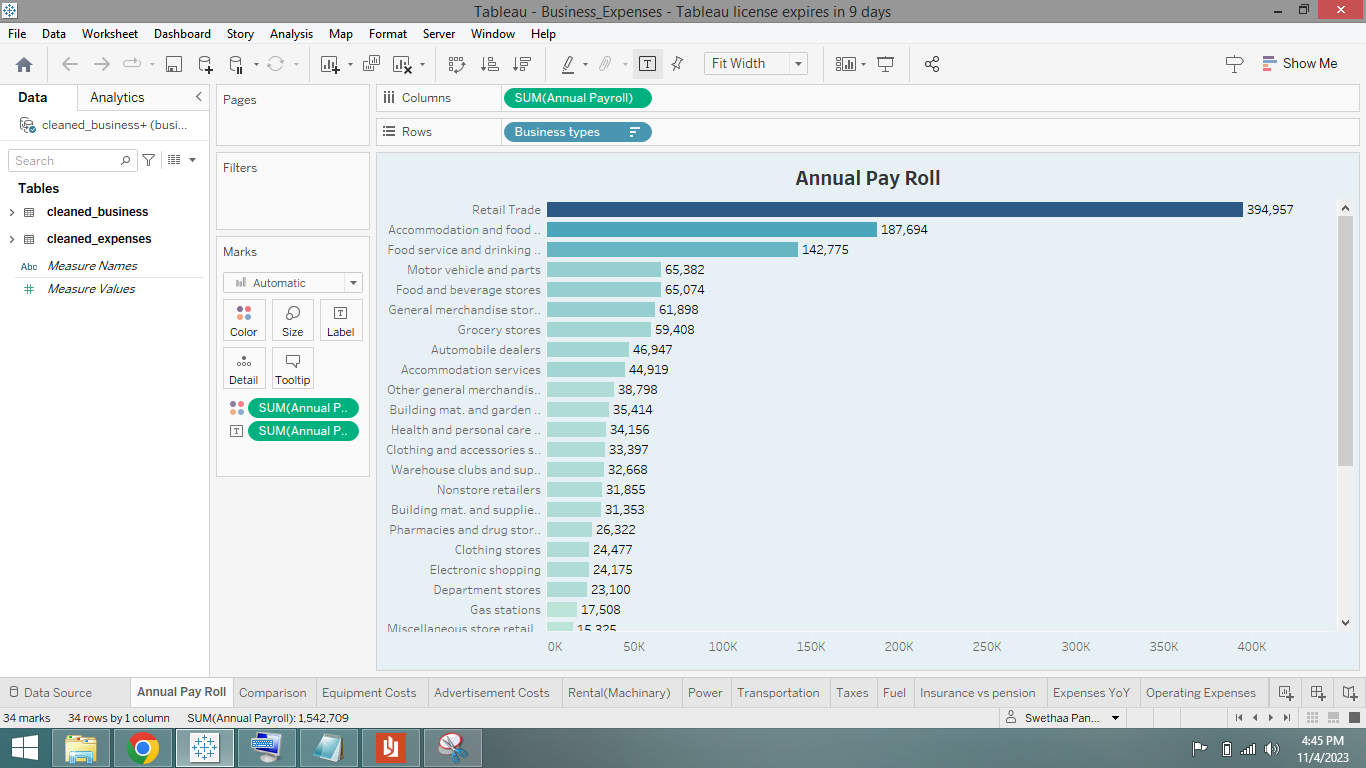 Tableau - Business_Expenses - Tableau license expires in 9 days
File Data Worksheet Dashboard Story Analysis Map Format Server Window Help
Fit Width
Show Me
Data Analytics
cleaned_business+ (busi...
Search
Tables
cleaned_business
cleaned_expenses
Abc Measure Names
# Measure Values
Pages
Filters
Marks
Automatic
Color Size Label
Detail Tooltip
SUM(Annual P..
SUM(Annual P..
Columns SUM(Annual Payroll)
Rows Business types
Annual Pay Roll
Retail Trade 394,957
Accommodation and food .. 187,694
Food service and drinking .. 142,775
Motor vehicle and parts 65,382
Food and beverage stores 65,074
General merchandise stor.. 61,898
Grocery stores 59,408
Automobile dealers 46,947
Accommodation services 44,919
Other general merchandis.. 38,798
Building mat. and garden .. 35,414
Health and personal care .. 34,156
Clothing and accessories s.. 33,397
Warehouse clubs and sup.. 32,668
Nonstore retailers 31,855
Building mat. and supplie.. 31,353
Pharmacies and drug stor.. 26,322
Clothing stores 24,477
Electronic shopping 24,175
Department stores 23,100
Gas stations 17,508
Miscellaneous store retail.. 15,325
0K 50K 100K 150K 200K 250K 300K 350K 400K
Data Source Annual Pay Roll Comparison Equipment Costs Advertisement Costs Rental(Machinary) Power Transportation Taxes Fuel Insurance vs pension Expenses YoY Operating Expenses
34 marks 34 rows by 1 column SUM(Annual Payroll): 1,542,709 Swethaa Pan...
4:45 PM
11/4/2023